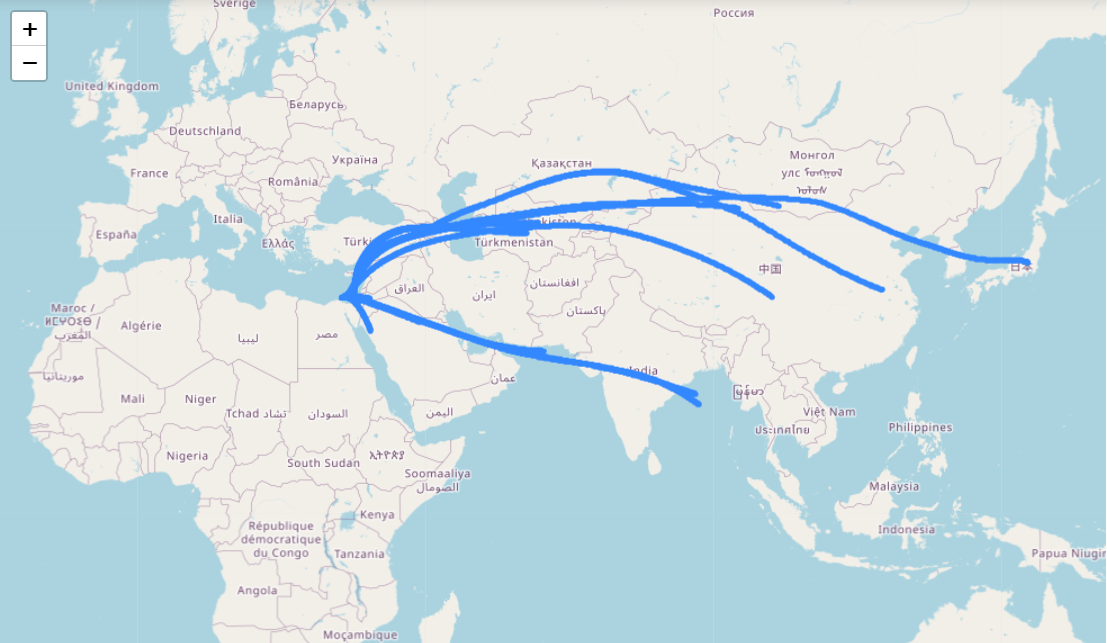 +
−
Sverige
Россия
United Kingdom
Беларусь
Deutschland
Україна
Монгол
улс
Қазақстан
France
România
Italia
España
Ελλάς
Türki
kiston
Türkmenistan
中国
日本
افغانستان
العراق
ایران
پاکستان
Maroc /
ⵍⵎⵖⵔⵉⴱ /
المغرب
Algérie
ليبيا
مصر
موريتانيا
India
عمان
Mali
Niger
Tchad تشاد
السودان
اليمن
မြန်မာ
Việt Nam
ประเทศไทย
Philippines
Nigeria
South Sudan
ኢትዮጵያ
Soomaaliya
الصومال
Malaysia
Kenya
Indonesia
République
démocratique
du Congo
Tanzania
Papua Niugin
Angola
Moçambique